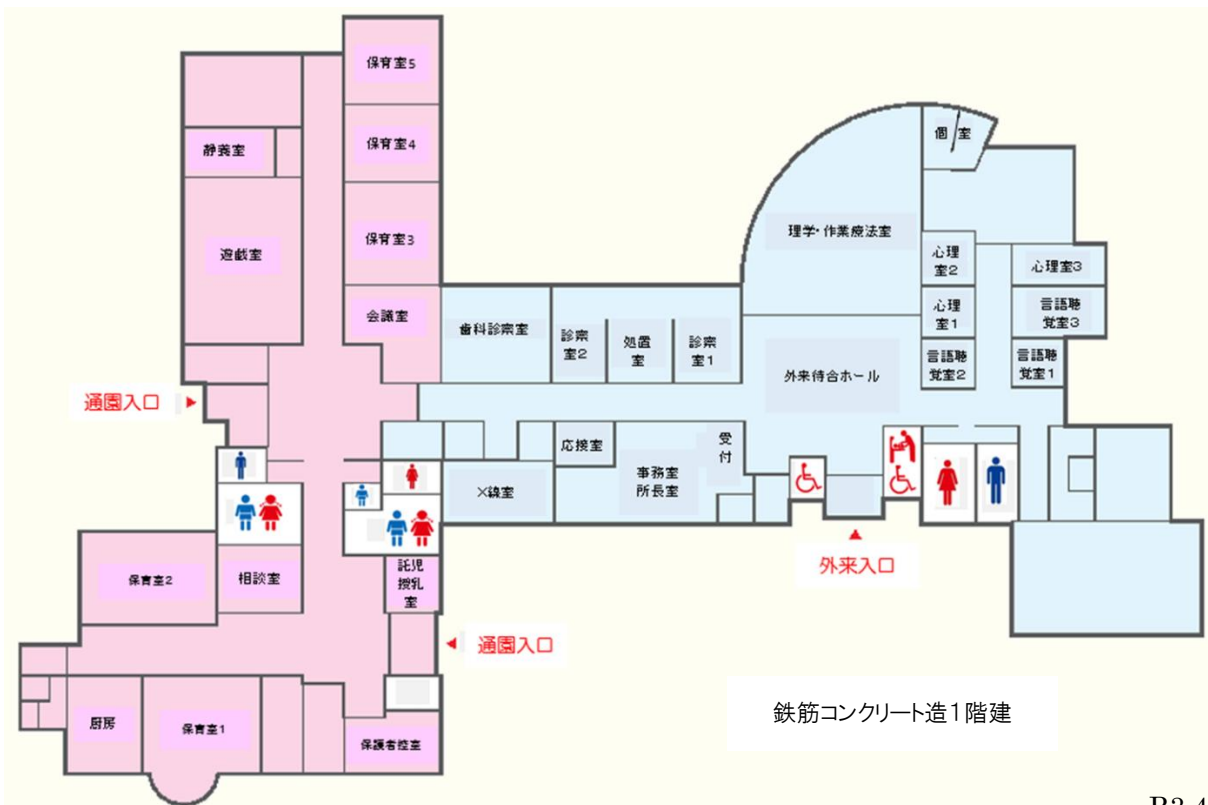 保育室5
個 室
保育室4
静養室
理学・作業療法室
保育室3
遊戯室
心理
室2
心理室3
会議室
歯科診察室
診察
室2
処置
室
診察
室1
心理
室1
言語聴
覚室3
外来待合ホール
言語聴
覚室2
言語聴
覚室1
通園入口
応接室
受
付
事務室
所長室
X線室
外来入口
保育室2
相談室
託児
授乳
室
通園入口
厨房
保育室1
保護者控室
鉄筋コンクリート造1階建